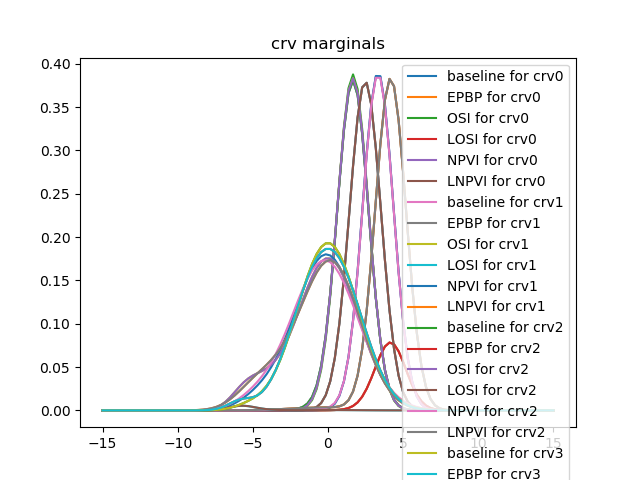 crv marginals
0.40
0.35
0.30
0.25
0.20
0.15
0.10
0.05
0.00
−15
−10
−5
0
5
10
15
baseline for crv0
EPBP for crv0
OSI for crv0
LOSI for crv0
NPVI for crv0
LNPVI for crv0
baseline for crv1
EPBP for crv1
OSI for crv1
LOSI for crv1
NPVI for crv1
LNPVI for crv1
baseline for crv2
EPBP for crv2
OSI for crv2
LOSI for crv2
NPVI for crv2
LNPVI for crv2
baseline for crv3
EPBP for crv3